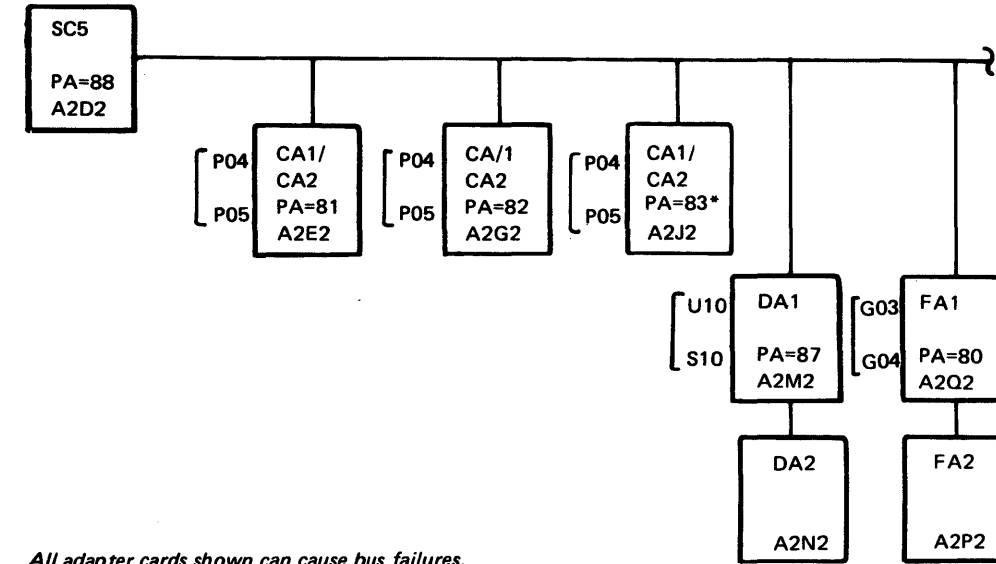 SC5
PA=88
A2D2
P04
P05
CA1/
CA2
PA=81
A2E2
P04
P05
CA/1
CA2
PA=82
A2G2
P04
P05
CA1/
CA2
PA=83*
A2J2
U10
S10
DA1
PA=87
A2M2
G03
G04
FA1
PA=80
A2Q2
DA2
A2N2
FA2
A2P2
All adapter cards shown can cause bus failures.